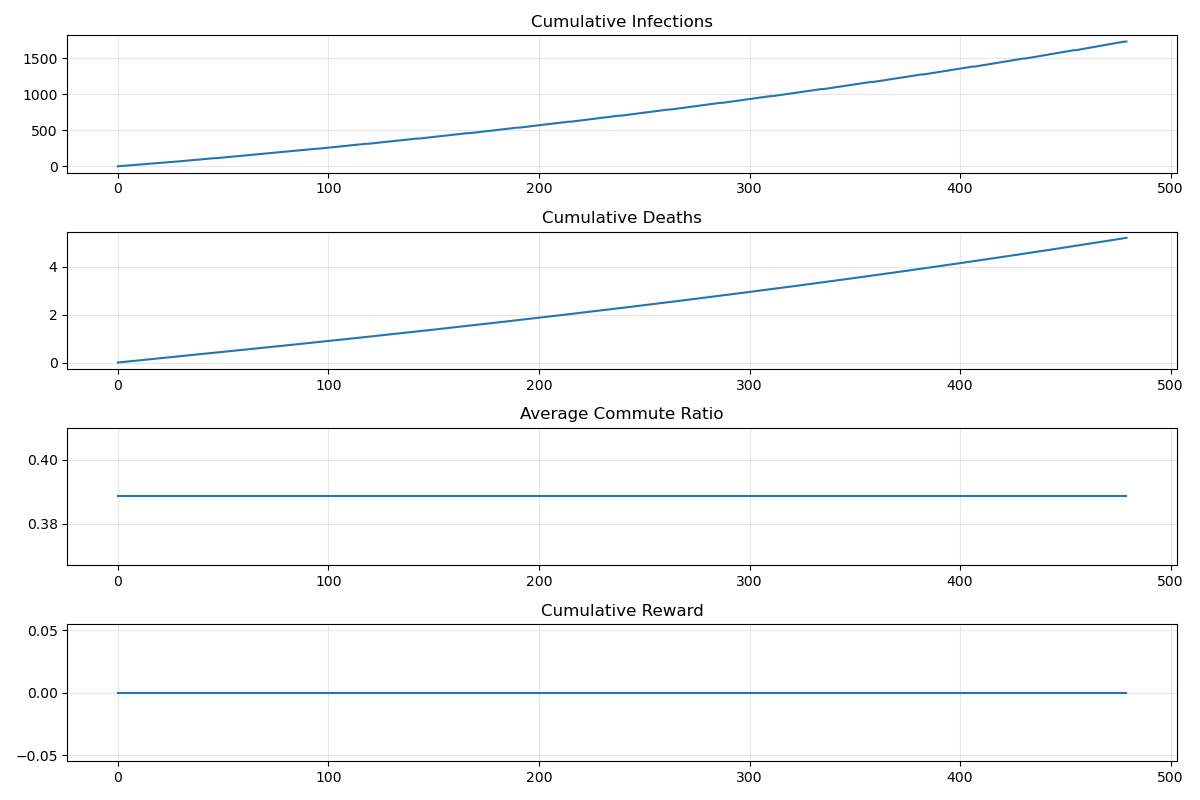 Cumulative Infections
1500
1000
500
0
0 100 200 300 400 500
Cumulative Deaths
4
2
0
0 100 200 300 400 500
Average Commute Ratio
0.40
0.38
0 100 200 300 400 500
Cumulative Reward
0.05
0.00
−0.05
0 100 200 300 400 500